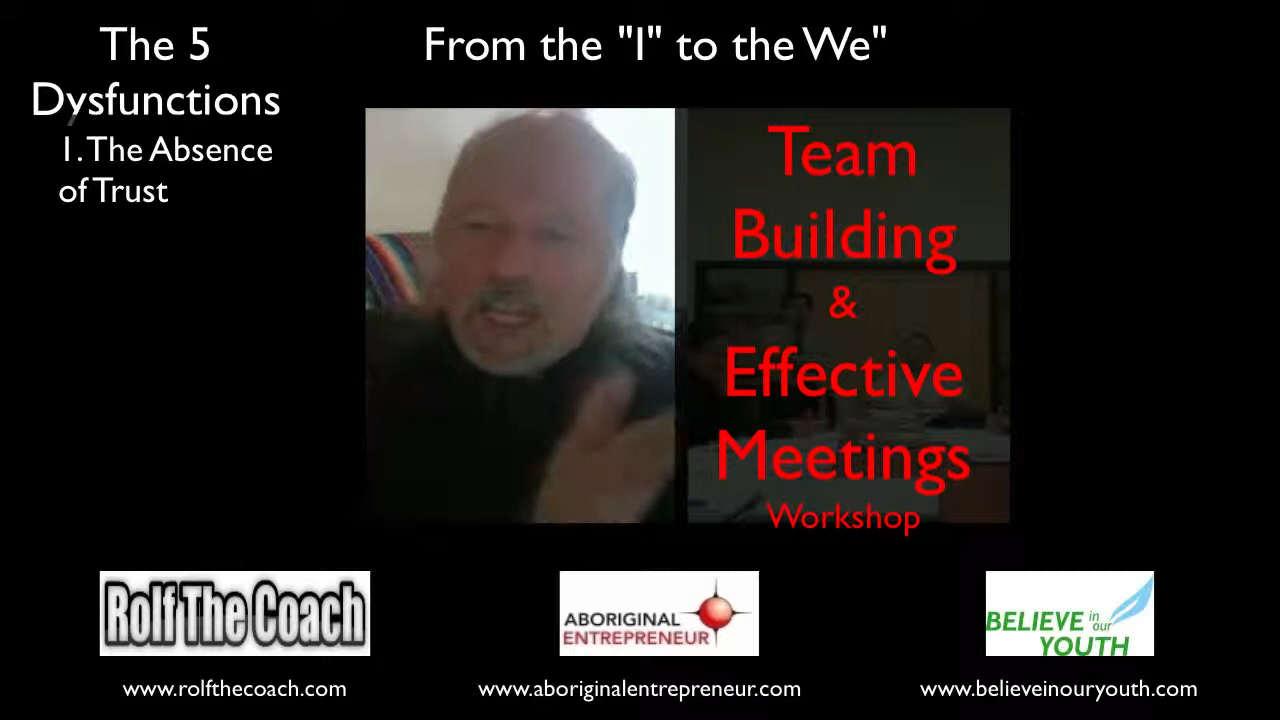 The 5
Dysfunctions
1. The Absence
of Trust
From the "I" to the We"
Team
Building
&
Effective
Meetings
Workshop
Rolf The Coach
ABORIGINAL
ENTREPRENEUR
BELIEVE in our
YOUTH
www.rolfthecoach.com
www.aboriginalentrepreneur.com
www.believeinouryouth.com